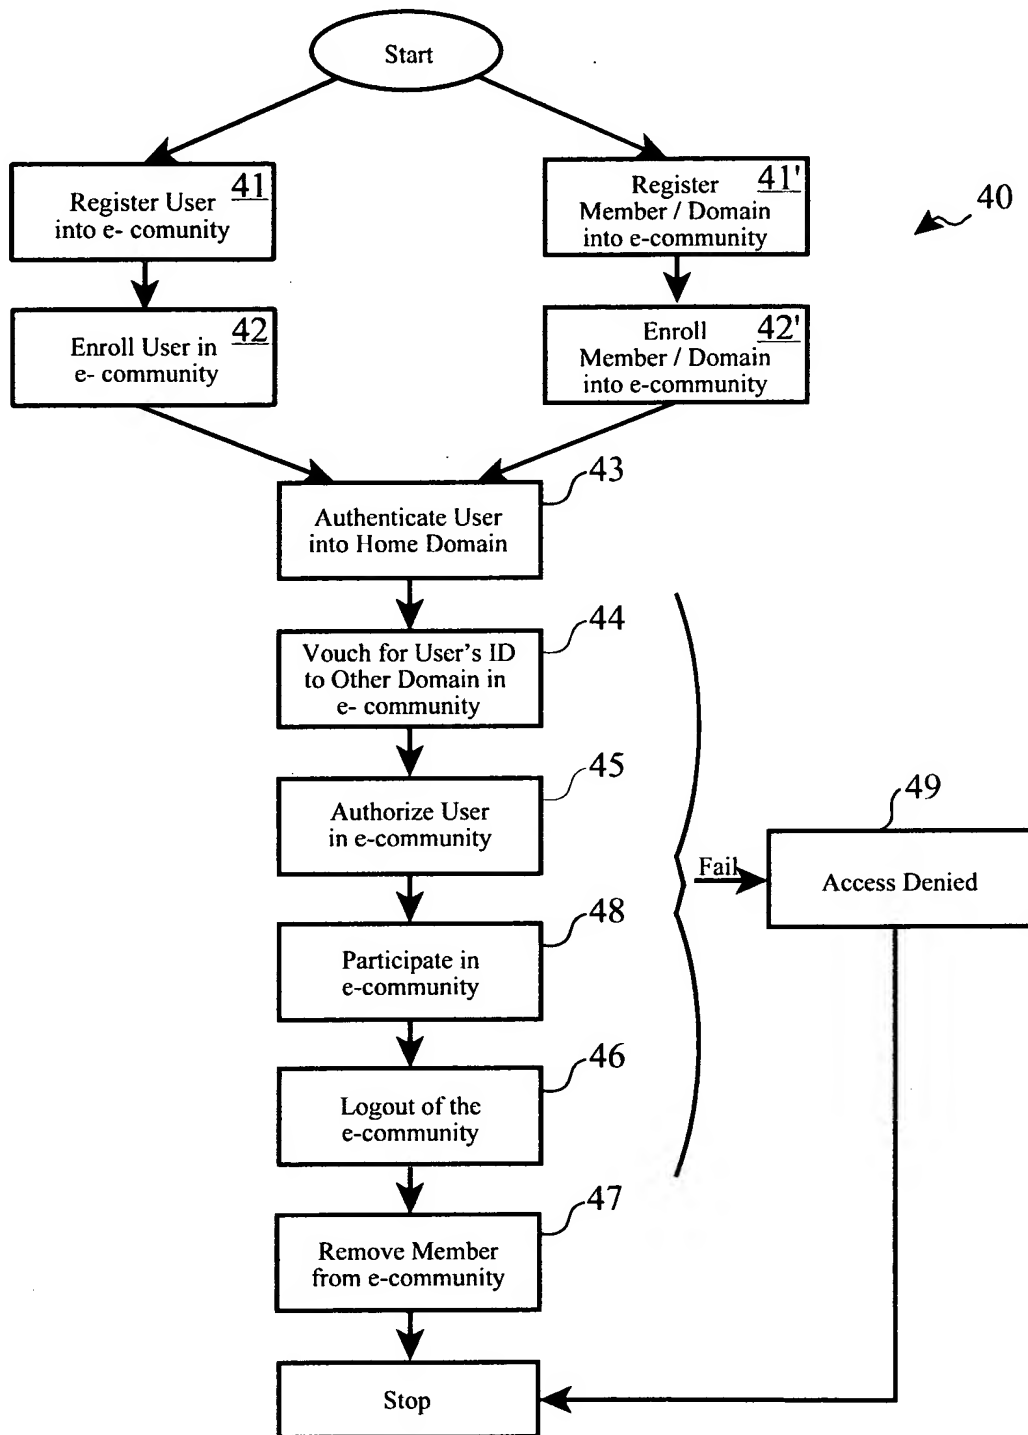 Start
41
Register User
into e- comunity
41'
Register
Member / Domain
into e-community
40
42
Enroll User in
e- community
42'
Enroll
Member / Domain
into e-community
43
Authenticate User
into Home Domain
44
Vouch for User's ID
to Other Domain in
e- community
45
Authorize User
in e-community
49
Fail
Access Denied
48
Participate in
e-community
46
Logout of the
e-community
47
Remove Member
from e-community
Stop